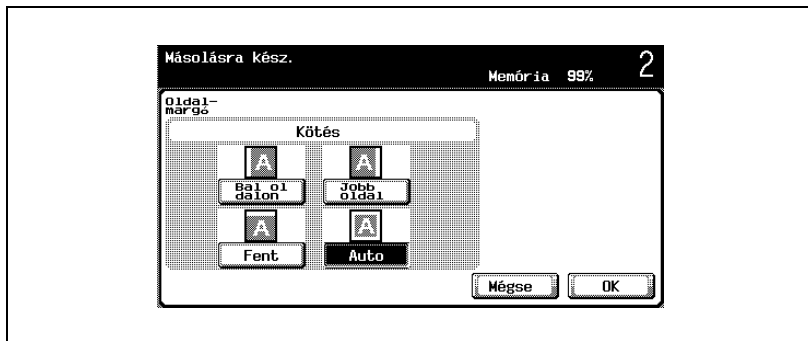 Másolásra kész.
Memória 99% 2
Oldal-
margó
Kötés
A A
Bal ol
dalon
Jobb
oldal
A A
Fent Auto
Mégse OK